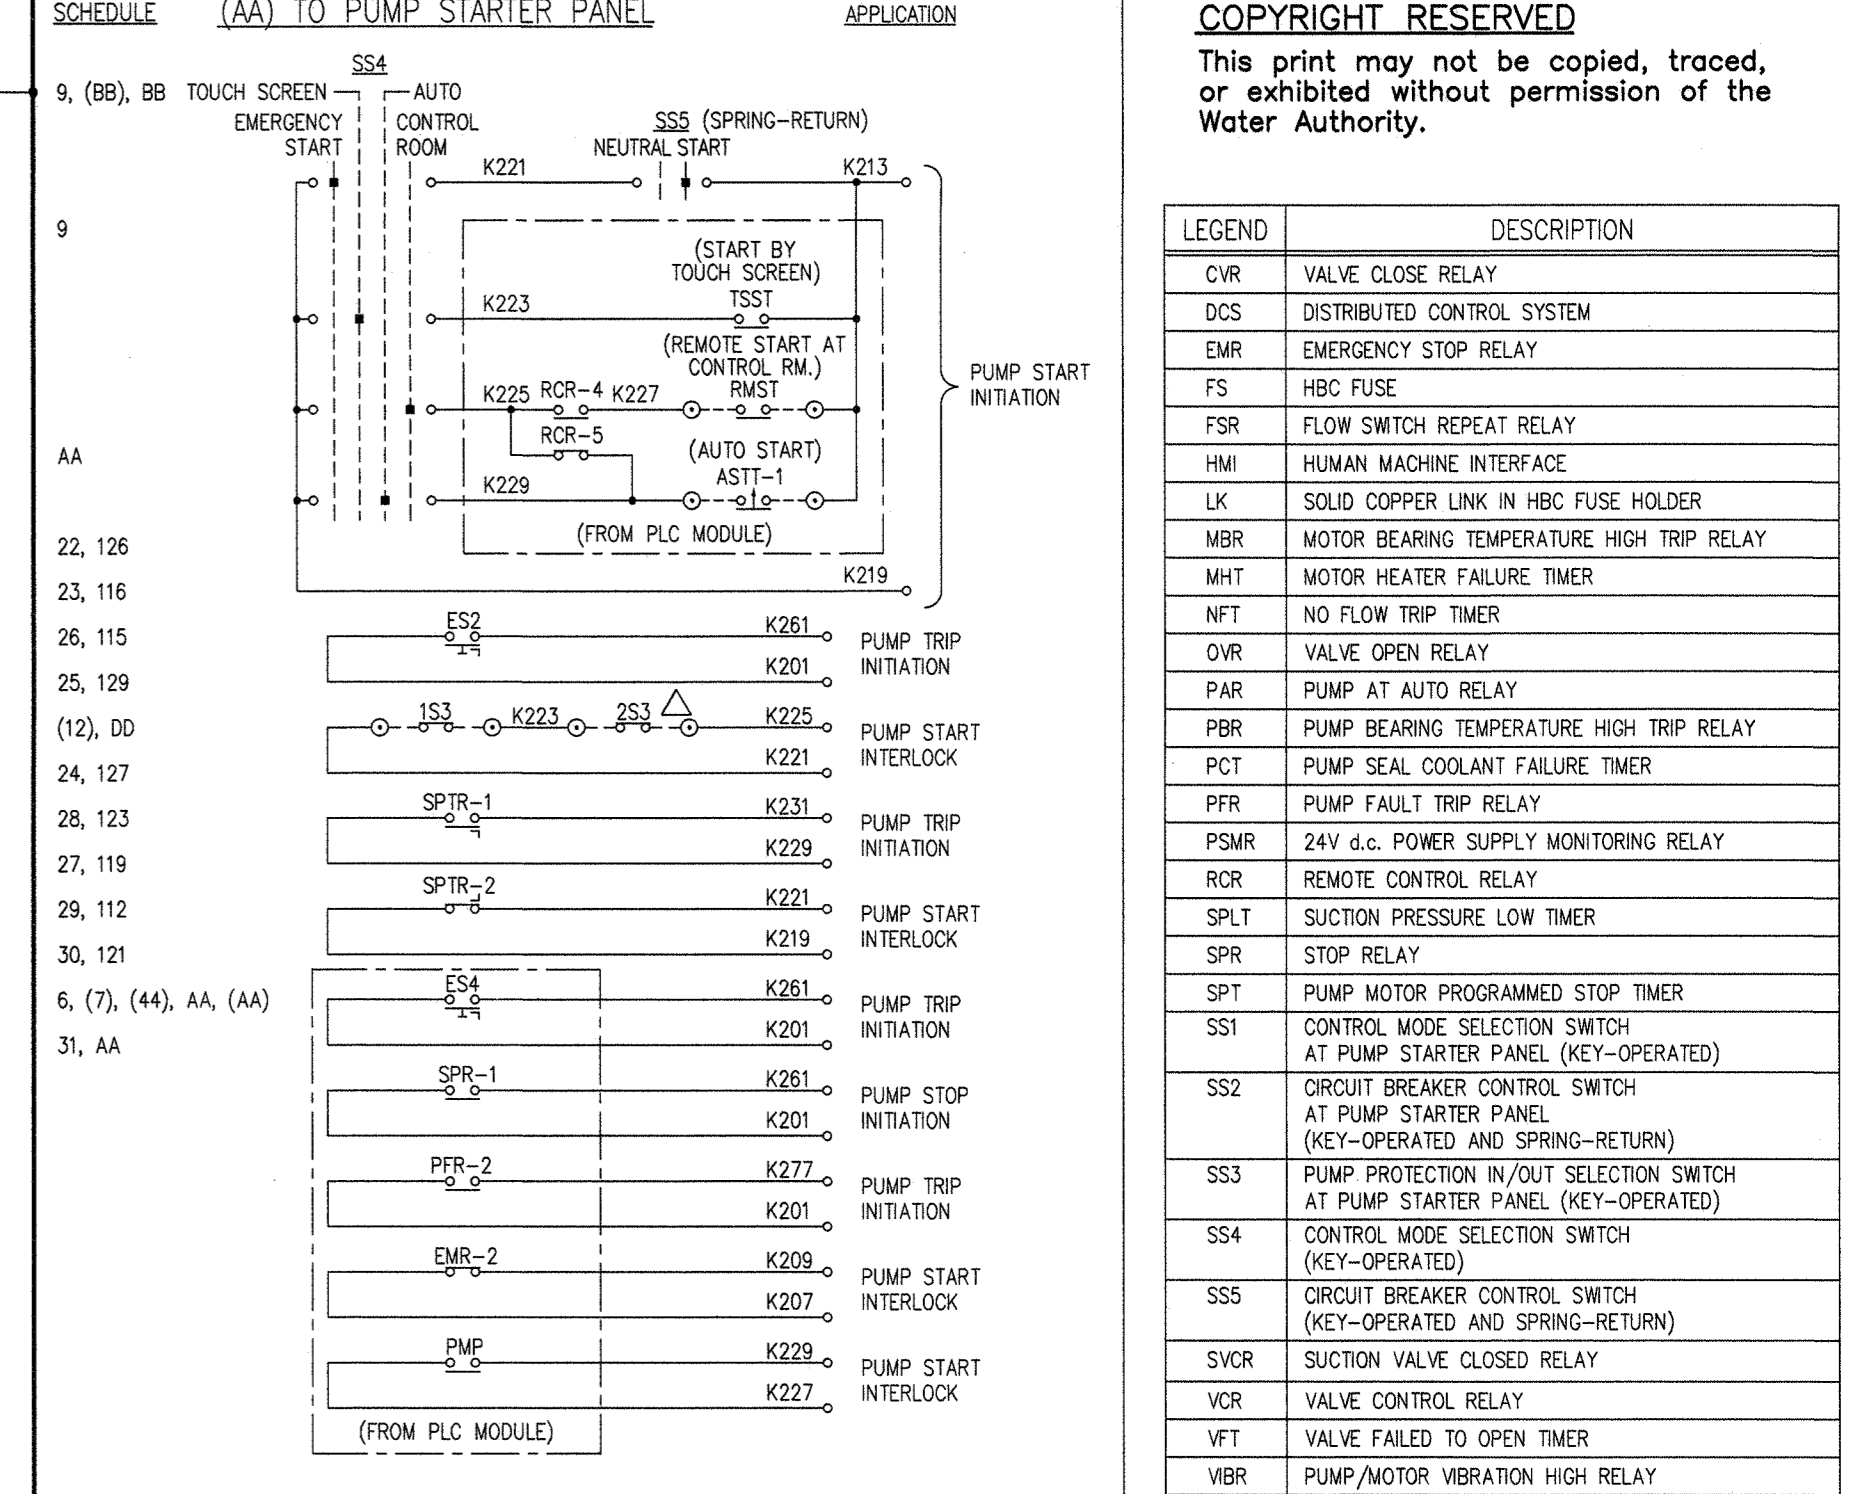 SCHEDULE (AA) TO PUMP STARTER PANEL APPLICATION
SS4
9, (BB), BB TOUCH SCREEN AUTO
EMERGENCY START CONTROL ROOM
SS5 (SPRING-RETURN)
NEUTRAL START
K221 K213
9
(START BY
TOUCH SCREEN)
K223 TSST
(REMOTE START AT
CONTROL RM.)
K225 RCR-4 K227 RMST
PUMP START
INITIATION
RCR-5
AA
(AUTO START)
ASTT-1
K229
(FROM PLC MODULE)
22, 126
K219
23, 116
ES2 K261
26, 115
PUMP TRIP
INITIATION
K201
25, 129
1S3 K223 2S3 K225
(12), DD
PUMP START
INTERLOCK
K221
24, 127
SPTR-1 K231
28, 123
PUMP TRIP
INITIATION
K229
27, 119
SPTR-2 K221
29, 112
PUMP START
INTERLOCK
K219
30, 121
ES4 K261
6, (7), (44), AA, (AA)
PUMP TRIP
INITIATION
K201
31, AA
SPR-1 K261
PUMP STOP
INITIATION
K201
PFR-2 K277
PUMP TRIP
INITIATION
K201
EMR-2 K209
PUMP START
INTERLOCK
K207
PMP K229
PUMP START
INTERLOCK
K227
(FROM PLC MODULE)
COPYRIGHT RESERVED
This print may not be copied, traced,
or exhibited without permission of the
Water Authority.
LEGEND DESCRIPTION
CVR VALVE CLOSE RELAY
DCS DISTRIBUTED CONTROL SYSTEM
EMR EMERGENCY STOP RELAY
FS HBC FUSE
FSR FLOW SWITCH REPEAT RELAY
HMI HUMAN MACHINE INTERFACE
LK SOLID COPPER LINK IN HBC FUSE HOLDER
MBR MOTOR BEARING TEMPERATURE HIGH TRIP RELAY
MHT MOTOR HEATER FAILURE TIMER
NFT NO FLOW TRIP TIMER
OVR VALVE OPEN RELAY
PAR PUMP AT AUTO RELAY
PBR PUMP BEARING TEMPERATURE HIGH TRIP RELAY
PCT PUMP SEAL COOLANT FAILURE TIMER
PFR PUMP FAULT TRIP RELAY
PSMR 24V d.c. POWER SUPPLY MONITORING RELAY
RCR REMOTE CONTROL RELAY
SPLT SUCTION PRESSURE LOW TIMER
SPR STOP RELAY
SPT PUMP MOTOR PROGRAMMED STOP TIMER
SS1 CONTROL MODE SELECTION SWITCH
AT PUMP STARTER PANEL (KEY-OPERATED)
SS2 CIRCUIT BREAKER CONTROL SWITCH
AT PUMP STARTER PANEL
(KEY-OPERATED AND SPRING-RETURN)
SS3 PUMP PROTECTION IN/OUT SELECTION SWITCH
AT PUMP STARTER PANEL (KEY-OPERATED)
SS4 CONTROL MODE SELECTION SWITCH
(KEY-OPERATED)
SS5 CIRCUIT BREAKER CONTROL SWITCH
(KEY-OPERATED AND SPRING-RETURN)
SVCR SUCTION VALVE CLOSED RELAY
VCR VALVE CONTROL RELAY
VFT VALVE FAILED TO OPEN TIMER
VIBR PUMP/MOTOR VIBRATION HIGH RELAY